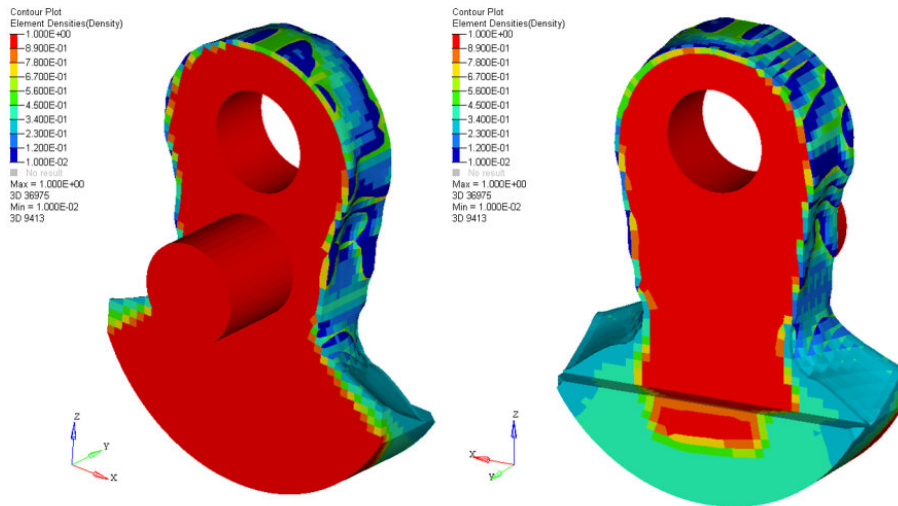 Contour Plot
Element Densities(Density)
1.000E+00
8.900E-01
7.800E-01
6.700E-01
5.600E-01
4.500E-01
3.400E-01
2.300E-01
1.200E-01
1.000E-02
No result
Max = 1.000E+00
3D 36975
Min = 1.000E-02
3D 9413
Z
Y
X
Contour Plot
Element Densities(Density)
1.000E+00
8.900E-01
7.800E-01
6.700E-01
5.600E-01
4.500E-01
3.400E-01
2.300E-01
1.200E-01
1.000E-02
No result
Max = 1.000E+00
3D 36975
Min = 1.000E-02
3D 9413
Z
X
Y